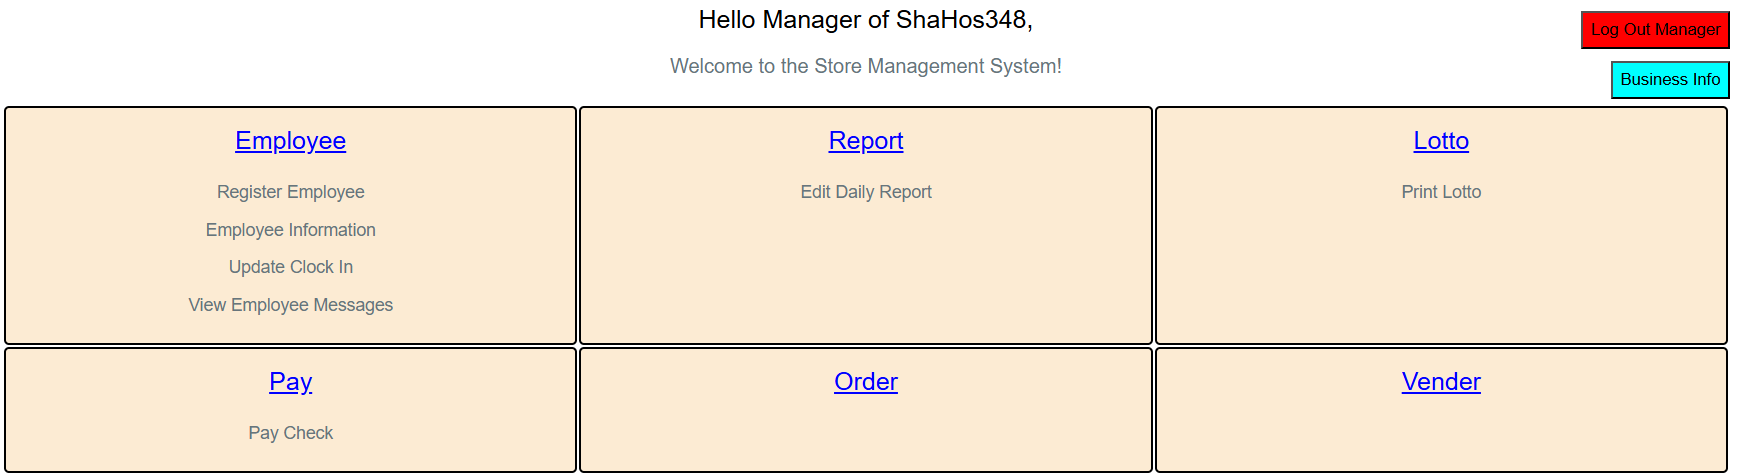 Hello Manager of ShaHos348,
Log Out Manager
Welcome to the Store Management System!
Business Info
Employee
Register Employee
Employee Information
Update Clock In
View Employee Messages
Report
Edit Daily Report
Lotto
Print Lotto
Pay
Pay Check
Order
Vender